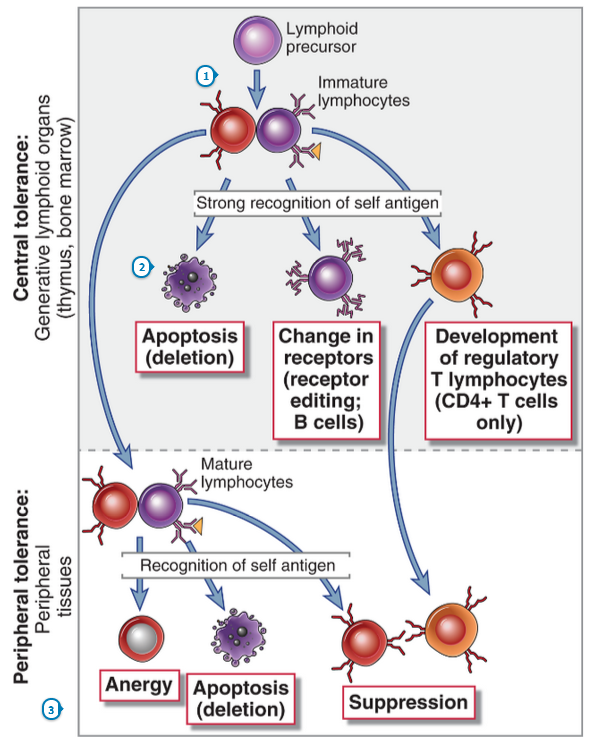 Lymphoid
precursor
1
Immature
lymphocytes
Central tolerance:
Generative lymphoid organs
(thymus, bone marrow)
Strong recognition of self antigen
2
Apoptosis
(deletion)
Change in
receptors
(receptor
editing;
B cells)
Development
of regulatory
T lymphocytes
(CD4+ T cells
only)
Mature
lymphocytes
Peripheral tolerance:
Peripheral
tissues
Recognition of self antigen
Anergy
Apoptosis
(deletion)
Suppression
3